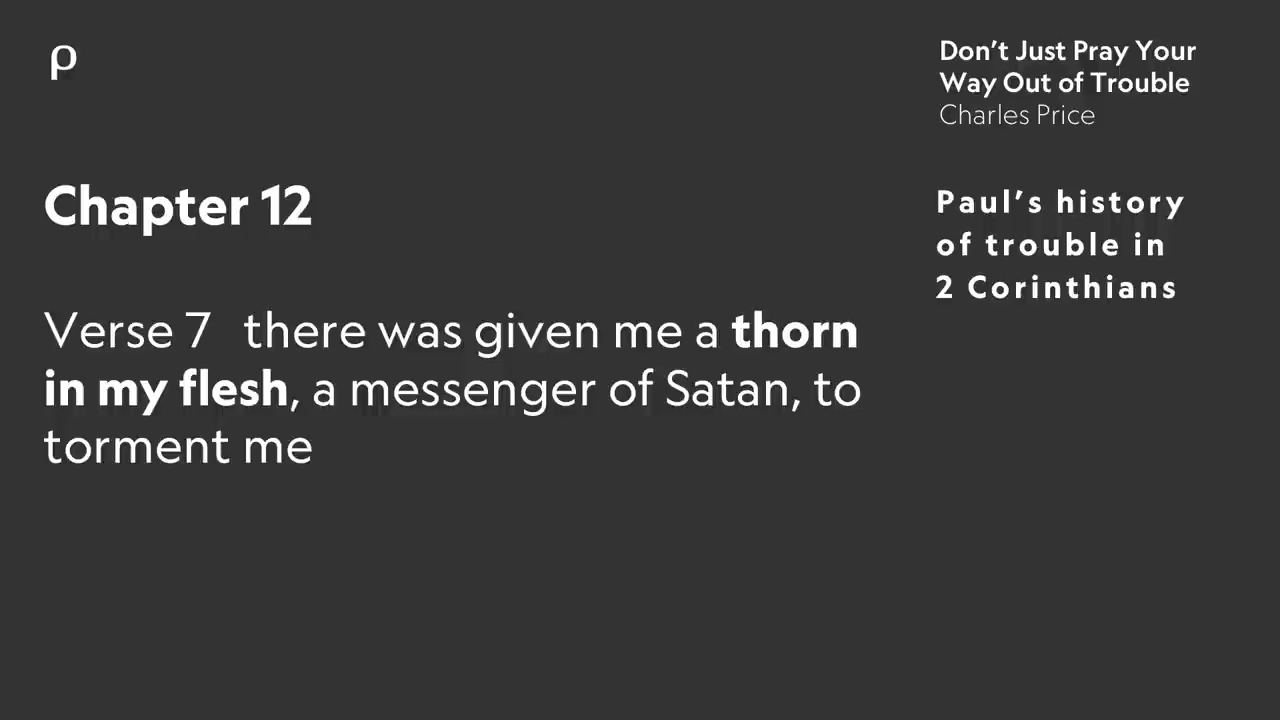 ρ
Don’t Just Pray Your
Way Out of Trouble
Charles Price
Chapter 12
Paul’s history
of trouble in
2 Corinthians
Verse 7 there was given me a thorn
in my flesh, a messenger of Satan, to
torment me